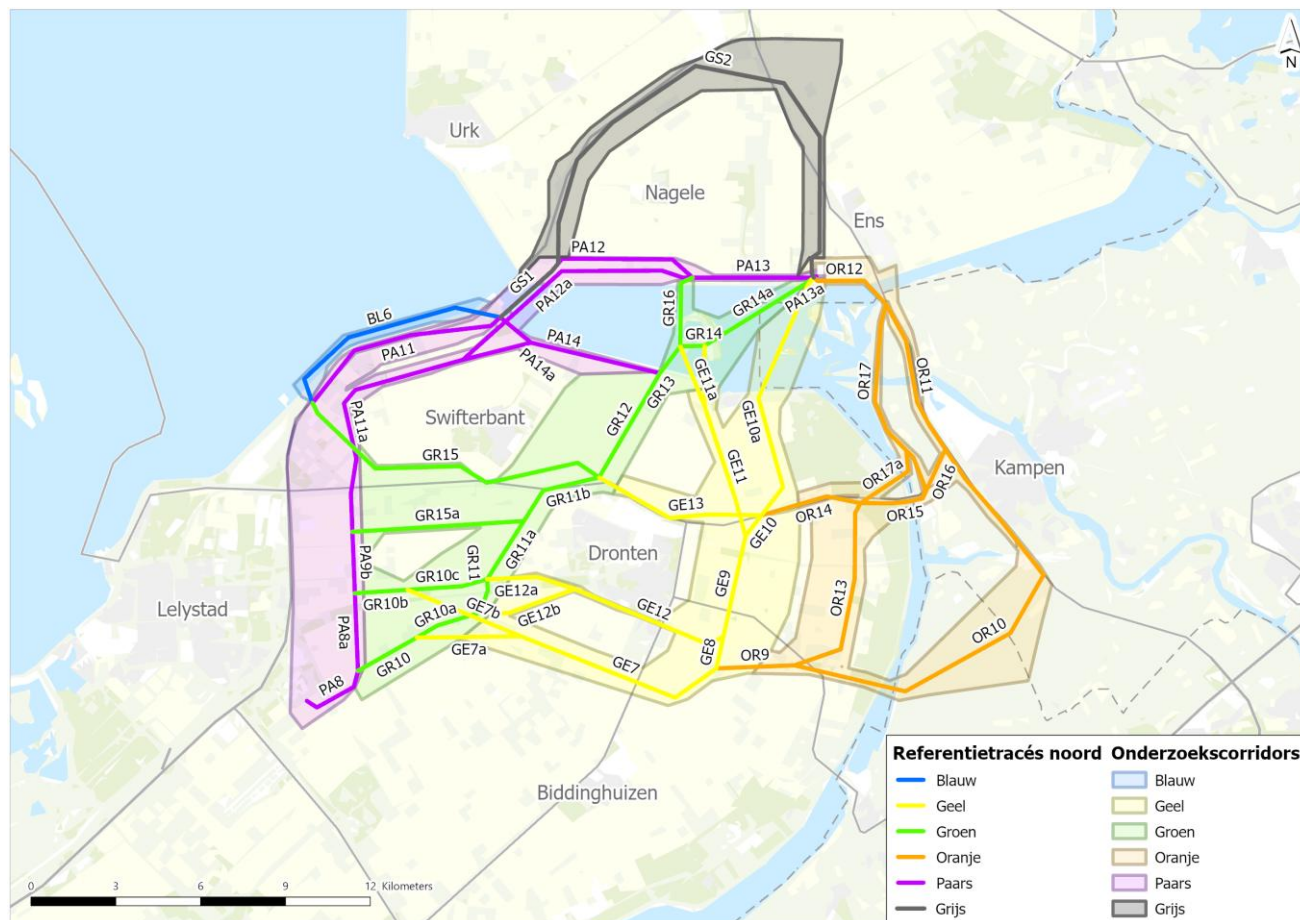 GS2
N
Urk
Nagele
Ens
PA12
GS1
PA12a
PA13
OR12
PA13a
GR14a
GR16
BL6
GR14
PA11
PA14
PA14a
GE11a
OR17
OR11
GR13
Swifterbant
GR12
PA11a
GE10a
GR15
GE11
Kampen
OR17a
OR16
GR11b
GE13
OR14
OR15
GR15a
GE10
GR11a
Dronten
PA9b
GR11
GR10c
GE9
Lelystad
GR10b
GE12a
OR13
GR10a
GE7b
GE12b
GE12
PA8a
GE7a
GE8
OR10
GR10
GE7
OR9
PA8
Biddinghuizen
Referentietracés noord Onderzoekscorridors
Blauw Blauw
Geel Geel
Groen Groen
Oranje Oranje
Paars Paars
Grijs Grijs
0 3 6 9 12 Kilometers